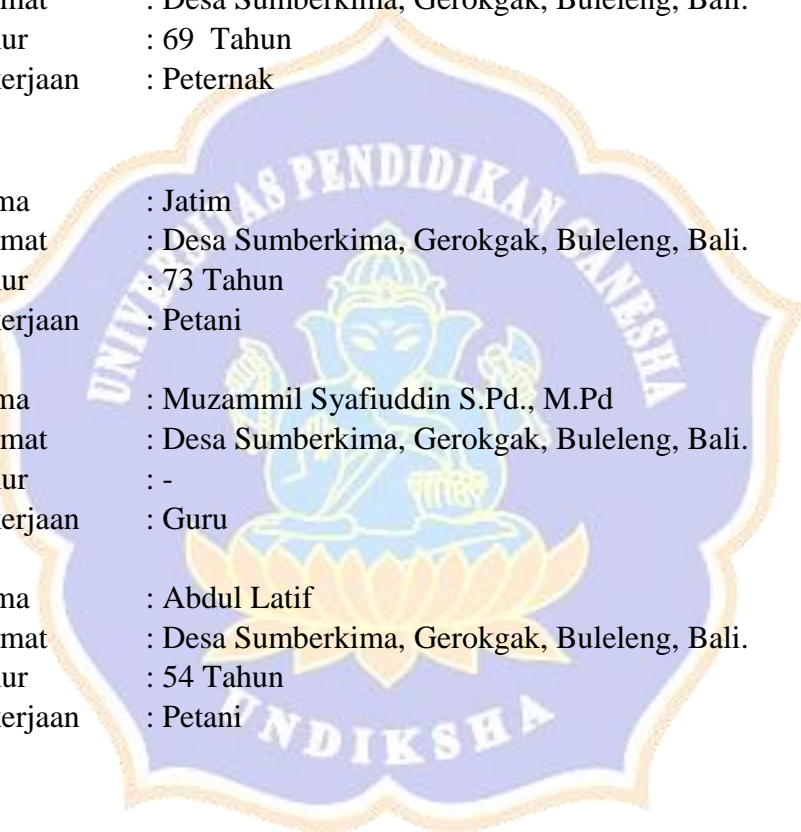 mat : Desa Sumberkima, Gerokgak, Buleleng, Bali.
ur : 69 Tahun
erjaan : Peternak
UNIVERSITAS PENDIDIKAN GANESHA
ma : Jatim
mat : Desa Sumberkima, Gerokgak, Buleleng, Bali.
ur : 73 Tahun
erjaan : Petani
ma : Muzammil Syafiuddin S.Pd., M.Pd
mat : Desa Sumberkima, Gerokgak, Buleleng, Bali.
ur : -
erjaan : Guru
ma : Abdul Latif
mat : Desa Sumberkima, Gerokgak, Buleleng, Bali.
ur : 54 Tahun
erjaan : Petani
UNDIKSHA